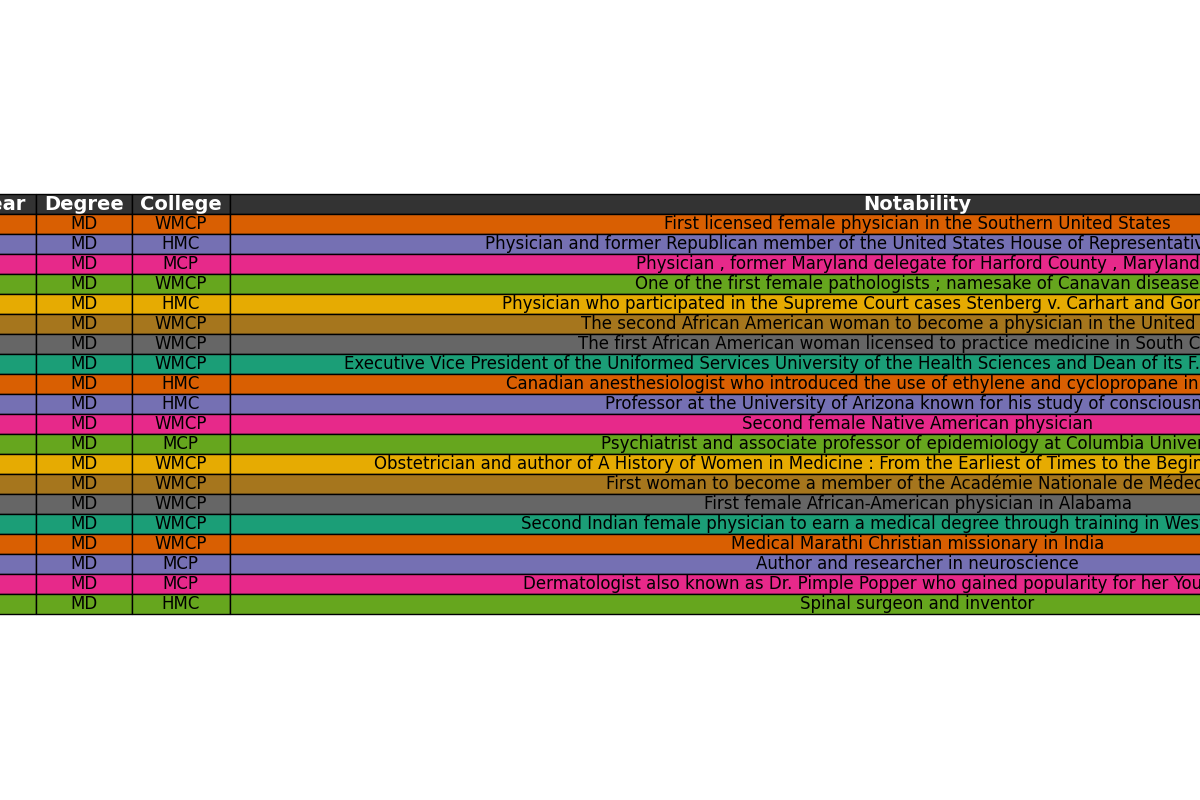 ear Degree College Notability
MD WMCP First licensed female physician in the Southern United States
MD HMC Physician and former Republican member of the United States House of
MD MCP Physician , former Maryland delegate for Harford County , Maryland
MD WMCP One of the first female pathologists ; namesake of Canavan disease
MD HMC Physician who participated in the Supreme Court cases Stenberg v. Carhart and
MD WMCP The second African American woman to become a physician in the United
MD WMCP The first African American woman licensed to practice medicine in South
MD WMCP Executive Vice President of the Uniformed Services University of the Health Sciences and Dean of its F.
MD HMC Canadian anesthesiologist who introduced the use of ethylene and cyclopropane in
MD HMC Professor at the University of Arizona known for his study of
MD WMCP Second female Native American physician
MD MCP Psychiatrist and associate professor of epidemiology at Columbia
MD WMCP Obstetrician and author of A History of Women in Medicine : From the Earliest of Times to the
MD WMCP First woman to become a member of the Académie Nationale de
MD WMCP First female African-American physician in Alabama
MD WMCP Second Indian female physician to earn a medical degree through training in
MD WMCP Medical Marathi Christian missionary in India
MD MCP Author and researcher in neuroscience
MD MCP Dermatologist also known as Dr. Pimple Popper who gained popularity for her
MD HMC Spinal surgeon and inventor